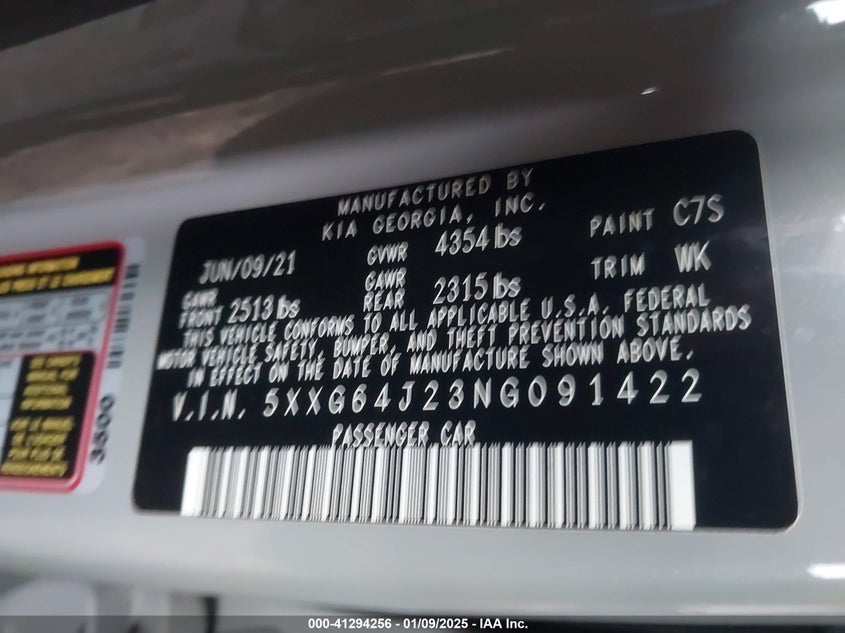 MANUFACTURED BY
KIA GEORGIA, INC.
JUN/09/21 GVWR 4354 lbs PAINT C7S
GAWR FRONT 2513 lbs GAWR REAR 2315 lbs TRIM WK
THIS VEHICLE CONFORMS TO ALL APPLICABLE U.S.A. FEDERAL
MOTOR VEHICLE SAFETY, BUMPER, AND THEFT PREVENTION STANDARDS
IN EFFECT ON THE DATE OF MANUFACTURE SHOWN ABOVE.
V.I.N. 5XXG64J23NG091422
PASSENGER CAR
3S00
000-41294256 - 01/09/2025 - IAA Inc.